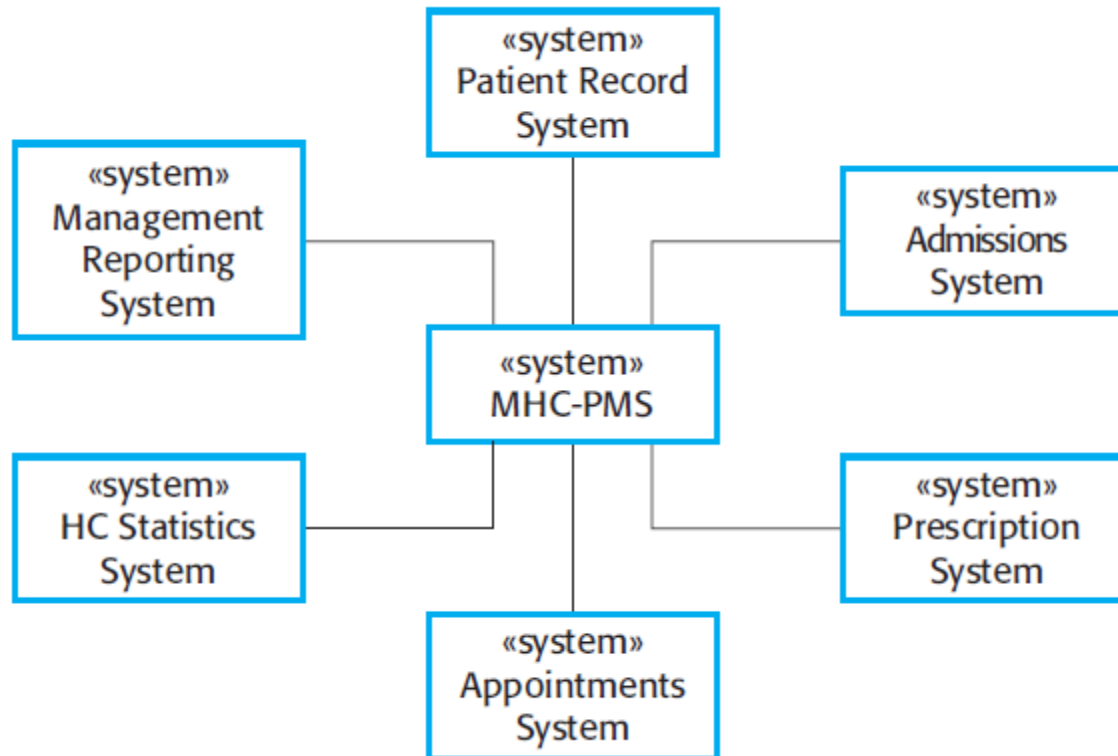 «system»
Patient Record
System
«system»
Management
Reporting
System
«system»
Admissions
System
«system»
MHC-PMS
«system»
HC Statistics
System
«system»
Prescription
System
«system»
Appointments
System